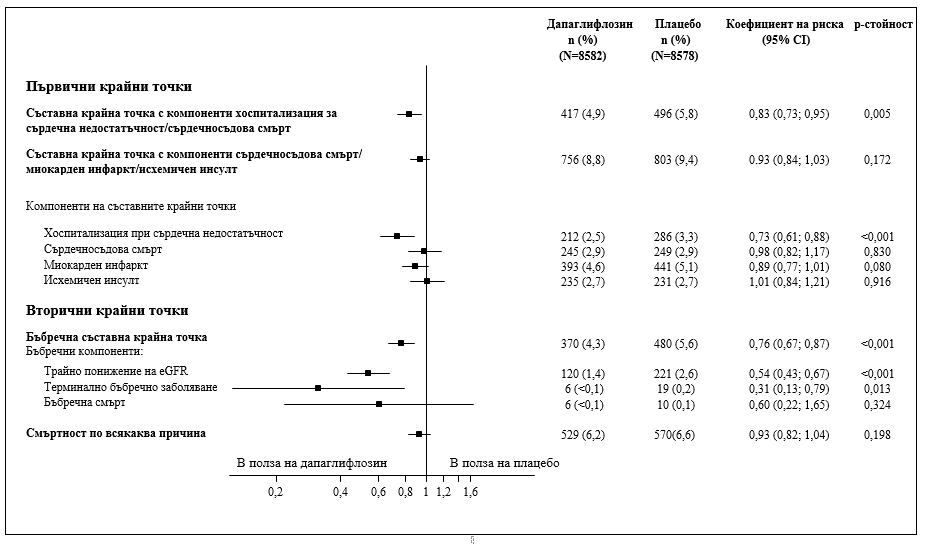 Дапаглифлозин Плацебо Коефициент на риска p-стойност
n (%) n (%) (95% CI)
(N=8582) (N=8578)
Първични крайни точки
Съставна крайна точка с компоненти хоспитализация за
сърдечна недостатъчност/сърдечносъдова смърт
417 (4,9) 496 (5,8) 0,83 (0,73; 0,95) 0,005
Съставна крайна точка с компоненти сърдечносъдова смърт/
миокарден инфаркт/исхемичен инсулт
756 (8,8) 803 (9,4) 0.93 (0,84; 1,03) 0,172
Компоненти на съставните крайни точки
Хоспитализация при сърдечна недостатъчност 212 (2,5) 286 (3,3) 0,73 (0,61; 0,88) <0,001
Сърдечносъдова смърт 245 (2,9) 249 (2,9) 0,98 (0,82; 1,17) 0,830
Миокарден инфаркт 393 (4,6) 441 (5,1) 0,89 (0,77; 1,01) 0,080
Исхемичен инсулт 235 (2,7) 231 (2,7) 1,01 (0,84; 1,21) 0,916
Вторични крайни точки
Бъбречна съставна крайна точка 370 (4,3) 480 (5,6) 0,76 (0,67; 0,87) <0,001
Бъбречни компоненти:
Трайно понижение на eGFR 120 (1,4) 221 (2,6) 0,54 (0,43; 0,67) <0,001
Терминално бъбречно заболяване 6 (<0,1) 19 (0,2) 0,31 (0,13; 0,79) 0,013
Бъбречна смърт 6 (<0,1) 10 (0,1) 0,60 (0,22; 1,65) 0,324
Смъртност по всякаква причина 529 (6,2) 570(6,6) 0,93 (0,82; 1,04) 0,198
В полза на дапаглифлозин В полза на плацебо
0,2 0,4 0,6 0,8 1 1,2 1,6